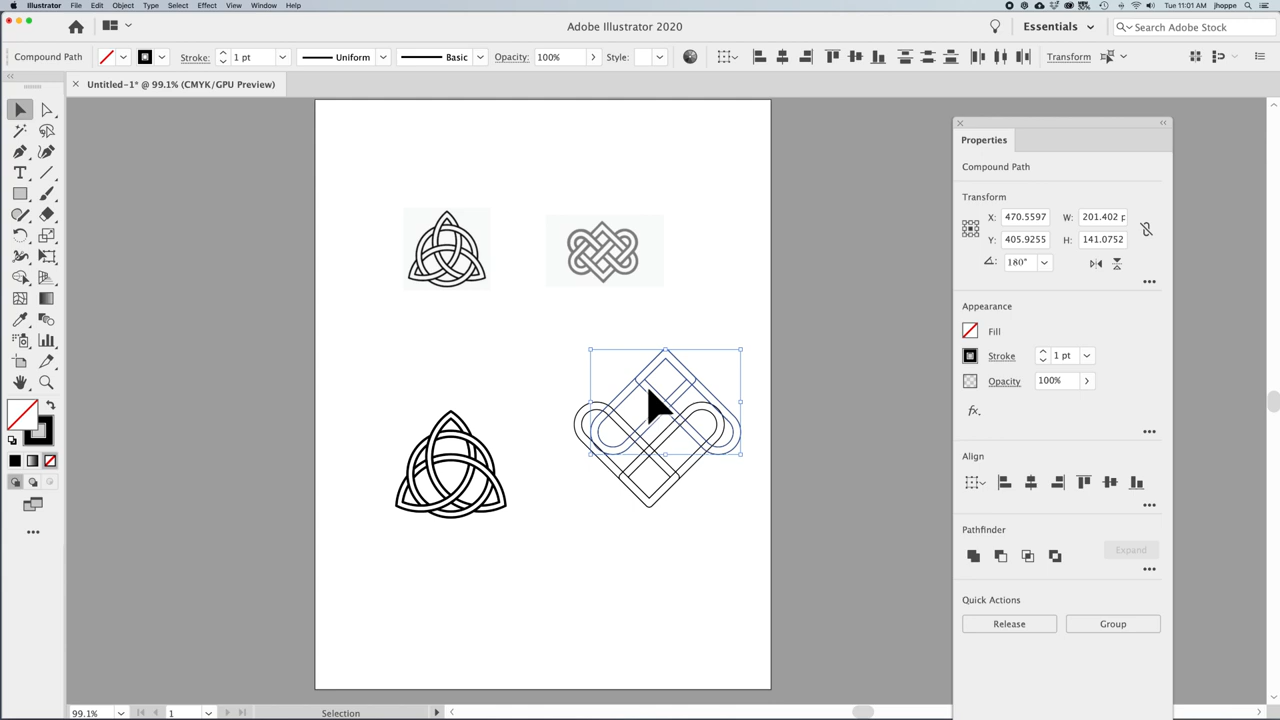 Illustrator File Edit Object Type Select Effect View Window Help
Tue 11:01 AM jhoppe
Adobe Illustrator 2020
Essentials
Search Adobe Stock
Compound Path
Stroke: 1 pt
Uniform
Basic
Opacity: 100%
Style:
Transform
Untitled-1* @ 99.1% (CMYK/GPU Preview)
Properties
Compound Path
Transform
X: 470.5597 W: 201.402 p
Y: 405.9255 H: 141.0752
180°
Appearance
Fill
Stroke 1 pt
Opacity 100%
fx.
Align
Pathfinder
Expand
Quick Actions
Release Group
99.1% 1 Selection